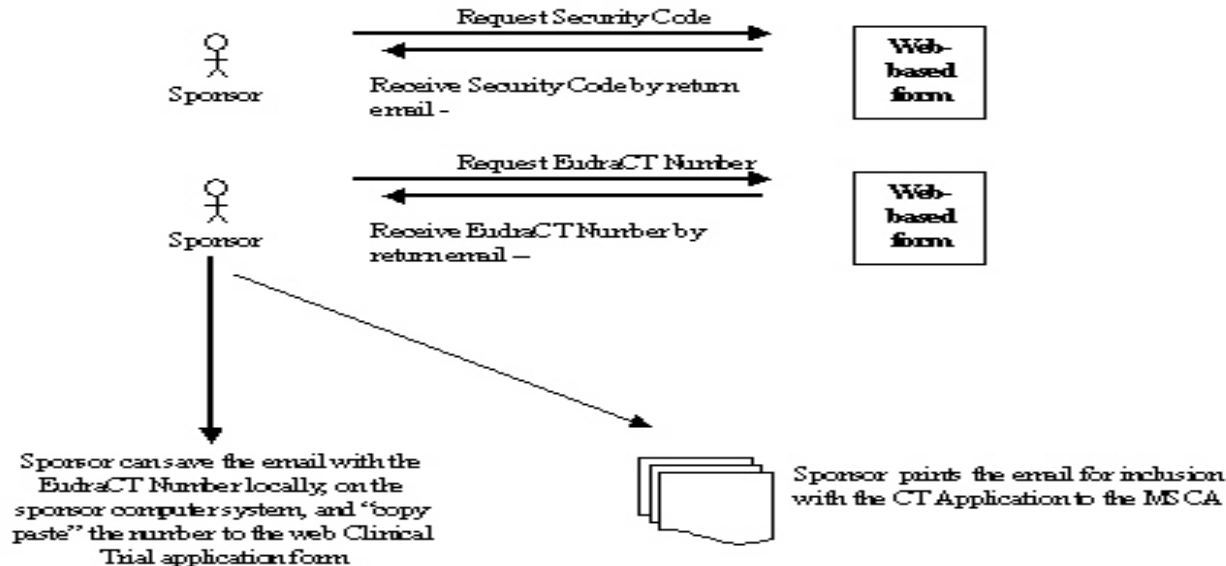 Request Security Code
Sponsor
Receive Security Code by return
email -
Web-
based
form
Request EudraCT Number
Sponsor
Receive EudraCT Number by
return email –
Web-
based
form
Sponsor can save the email with the
EudraCT Number locally, on the
sponsor computer system, and “copy
paste” the number to the web Clinical
Trial application form
Sponsor prints the email for inclusion
with the CT Application to the MSCA